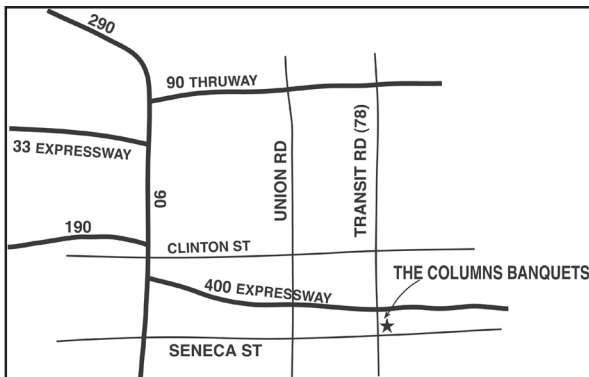 290
90 THRUWAY
33 EXPRESSWAY
90
UNION RD
TRANSIT RD (78)
190
CLINTON ST
THE COLUMNS BANQUETS
400 EXPRESSWAY
SENECA ST